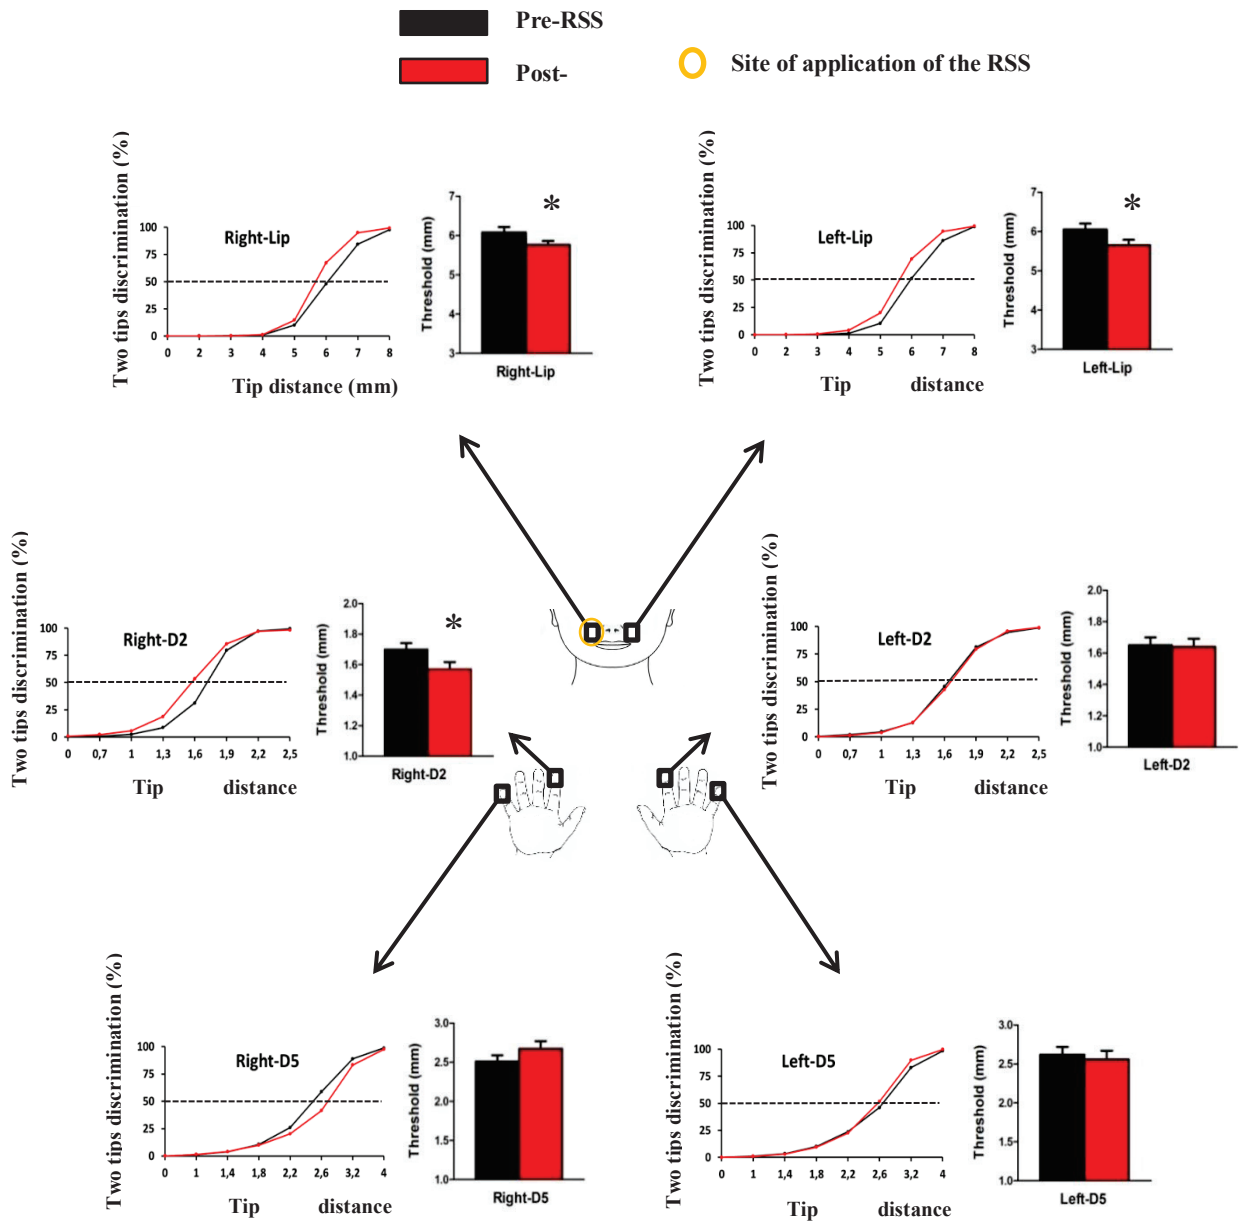 Pre-RSS
Post-
Site of application of the RSS
Two tips discrimination (%)
100
75
50
25
0
Right-Lip
0 2 3 4 5 6 7 8
Tip distance (mm)
Threshold (mm)
7
6
5
4
3
*
Right-Lip
Two tips discrimination (%)
100
75
50
25
0
Left-Lip
0 2 3 4 5 6 7 8
Tip distance
Threshold (mm)
7
6
5
4
3
*
Left-Lip
Two tips discrimination (%)
100
75
50
25
0
Right-D2
0 0,7 1 1,3 1,6 1,9 2,2 2,5
Tip distance
Threshold (mm)
2.0
1.8
1.6
1.4
1.2
1.0
*
Right-D2
Two tips discrimination (%)
100
75
50
25
0
Left-D2
0 0,7 1 1,3 1,6 1,9 2,2 2,5
Tip distance
Threshold (mm)
2.0
1.8
1.6
1.4
1.2
1.0
Left-D2
Two tips discrimination (%)
100
75
50
25
0
Right-D5
0 1 1,4 1,8 2,2 2,6 3,2 4
Tip distance
Threshold (mm)
3.0
2.5
2.0
1.5
1.0
Right-D5
Two tips discrimination (%)
100
75
50
25
0
Left-D5
0 1 1,4 1,8 2,2 2,6 3,2 4
Tip distance
Threshold (mm)
3.0
2.5
2.0
1.5
1.0
Left-D5